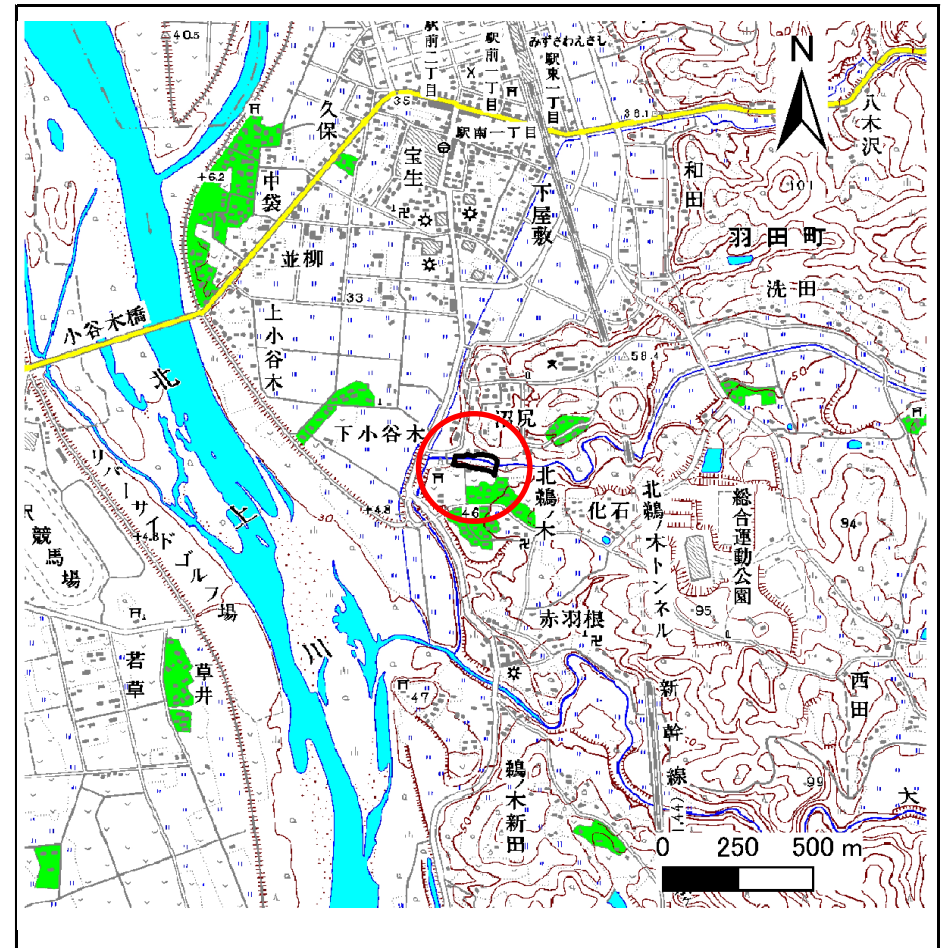 40.5
駅前二丁目
駅前一丁目
みずさわえさし
駅東一丁目
N
八木沢
久保
35
38.1
駅南一丁目
宝生
和田
+6.2
中袋
下屋敷
101
羽田町
並柳
洗田
33
上小谷木
小谷木橋
58.4
50
北
沼尻
下小谷木
リバーサイドゴルフ場
北鵜ノ木
北鵜ノ木トンネル
総合運動公園
化石
46
+4.8
30
上
94
競馬場
+4.8
95
赤羽根
川
若草
草井
47
新幹線
西田
99
鵜ノ木新田
大
0 250 500 m